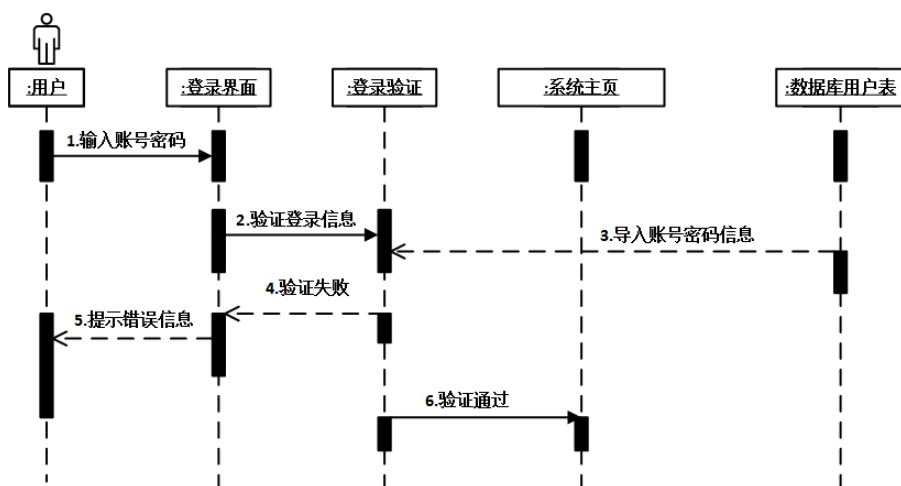 :用户
:登录界面
:登录验证
:系统主页
:数据库用户表
1.输入账号密码
2.验证登录信息
3.导入账号密码信息
4.验证失败
5.提示错误信息
6.验证通过